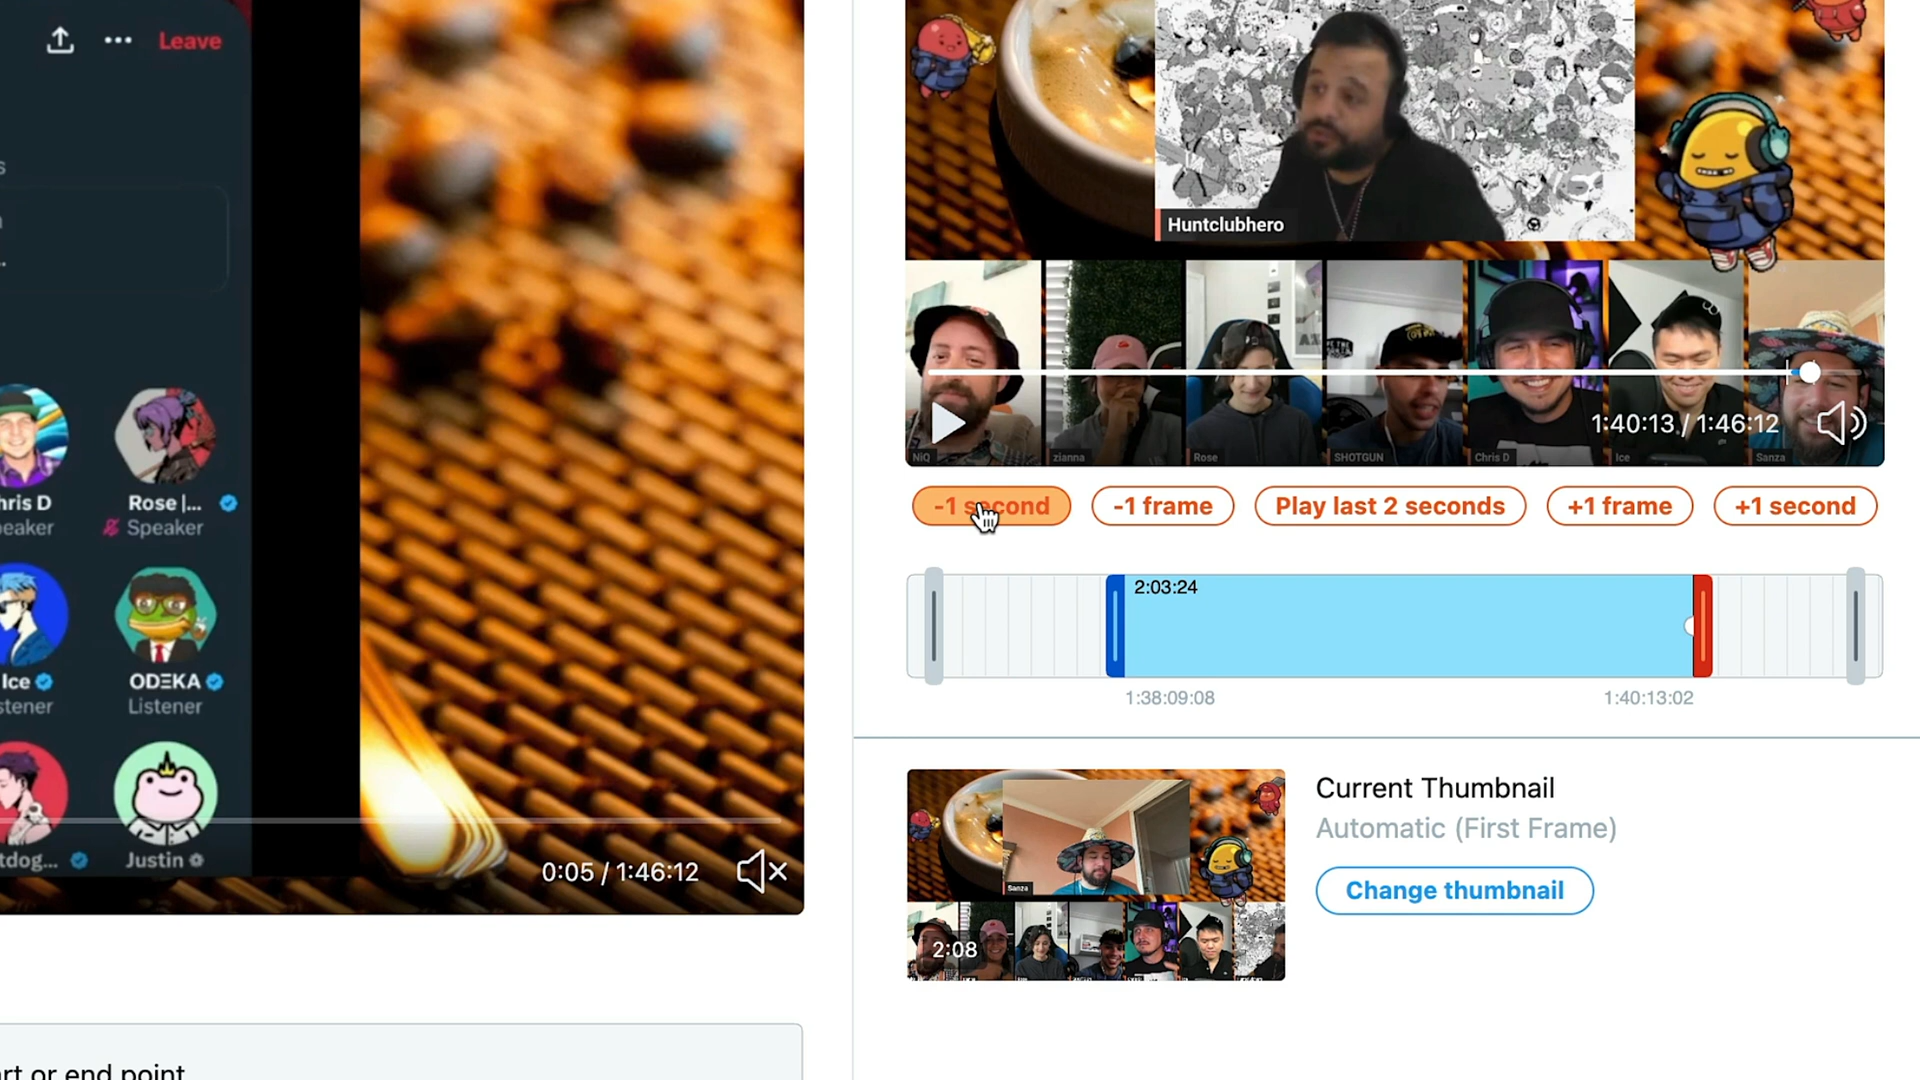 Leave
s
hris D
eaker
Rose |...
Speaker
Ice
stener
ODΞKA
Listener
tdog...
Justin
0:05 / 1:46:12
rt or end point
Huntclubhero
NiQ
zianna
Rose
SHOTGUN
Chris D
Ice
Sanza
1:40:13 / 1:46:12
-1 second
-1 frame
Play last 2 seconds
+1 frame
+1 second
2:03:24
1:38:09:08
1:40:13:02
Sanza
2:08
Current Thumbnail
Automatic (First Frame)
Change thumbnail